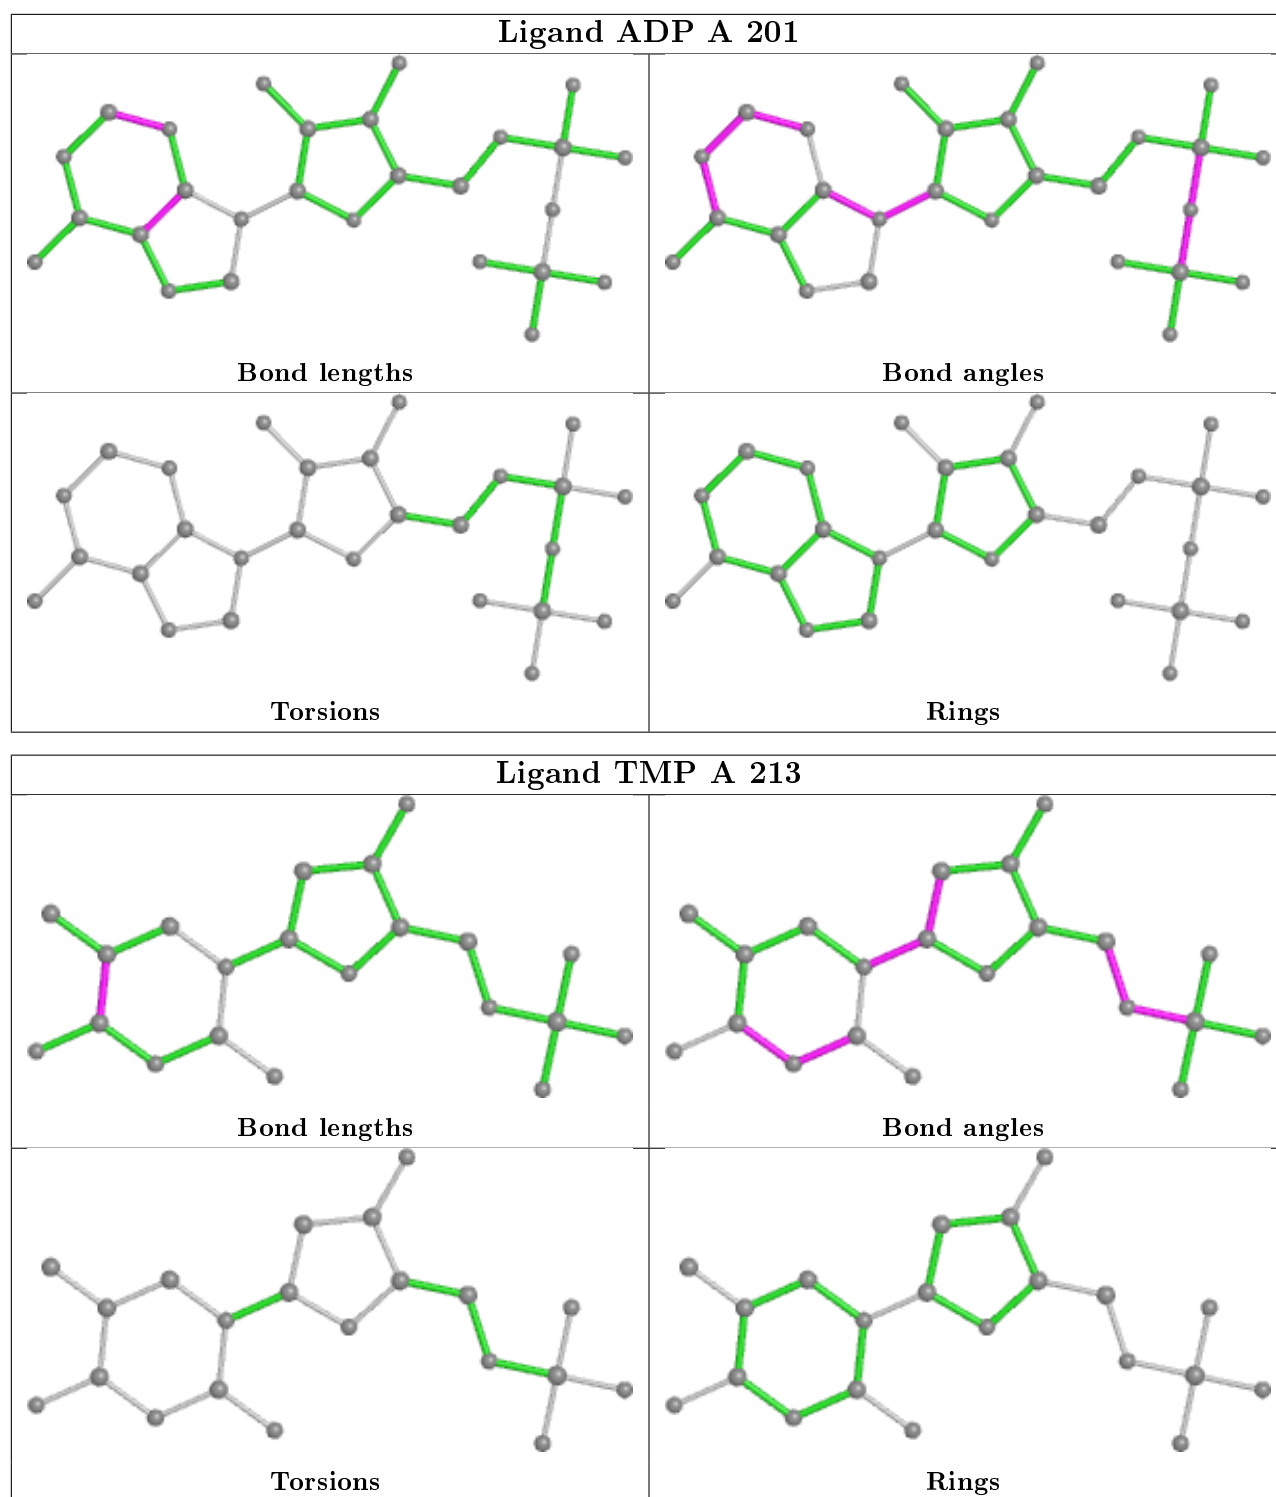 Ligand ADP A 201
Bond lengths
Bond angles
Torsions
Rings
Ligand TMP A 213
Bond lengths
Bond angles
Torsions
Rings